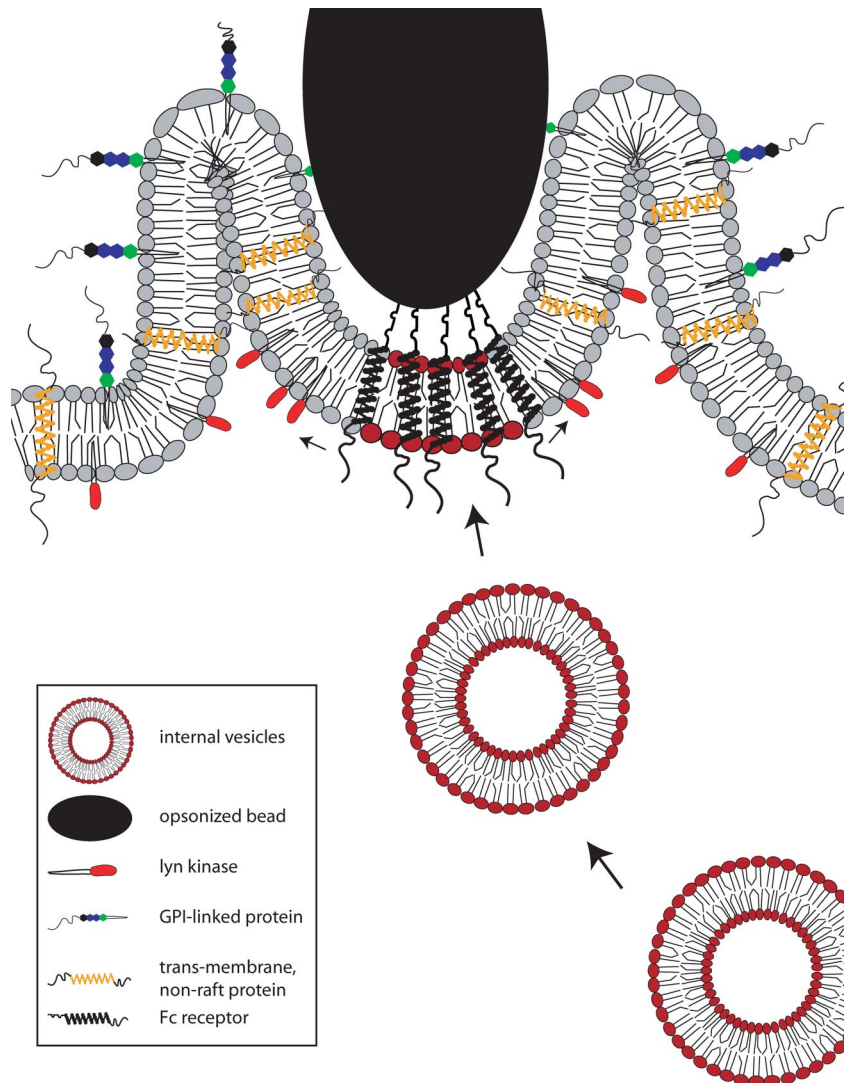 internal vesicles
opsonized bead
lyn kinase
GPI-linked protein
trans-membrane,
non-raft protein
Fc receptor